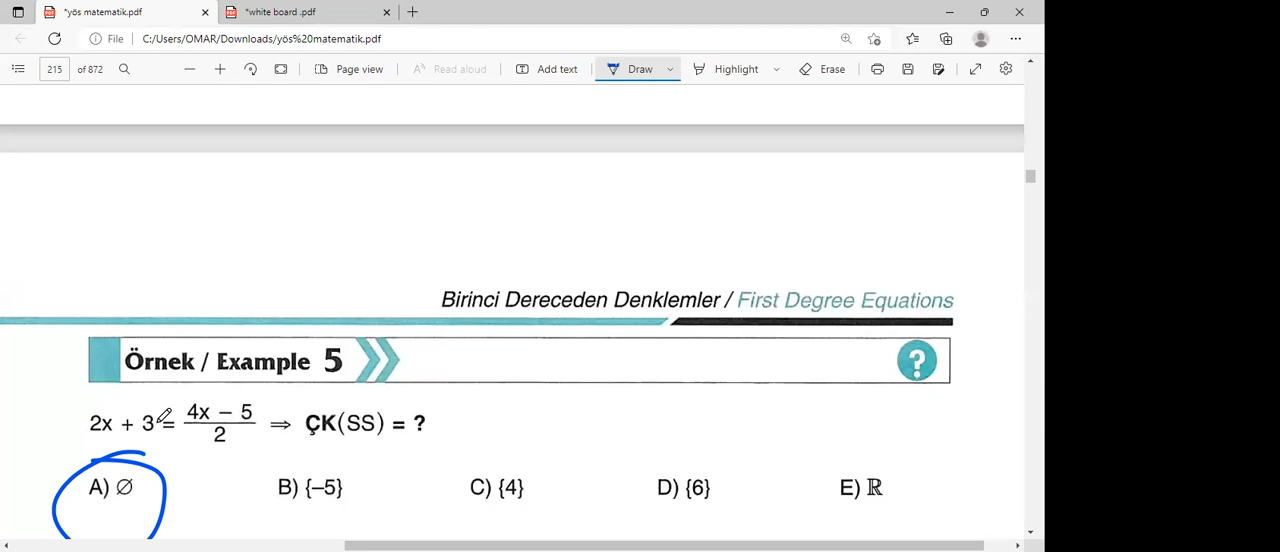 *yös matematik.pdf
*white board .pdf
File C:/Users/OMAR/Downloads/yös%20matematik.pdf
215 of 872 Page view Read aloud Add text Draw Highlight Erase
Birinci Dereceden Denklemler / First Degree Equations
Örnek / Example 5
2x + 3 = (4x – 5)/2 ⇒ ÇK(SS) = ?
A) ∅ B) {–5} C) {4} D) {6} E) ℝ